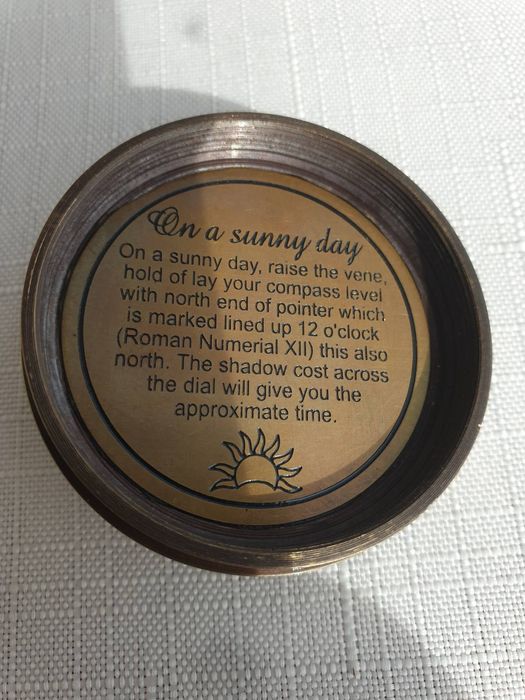 On a sunny day
On a sunny day, raise the vene,
hold of lay your compass level
with north end of pointer which
is marked lined up 12 o'clock
(Roman Numerial XII) this also
north. The shadow cost across
the dial will give you the
approximate time.